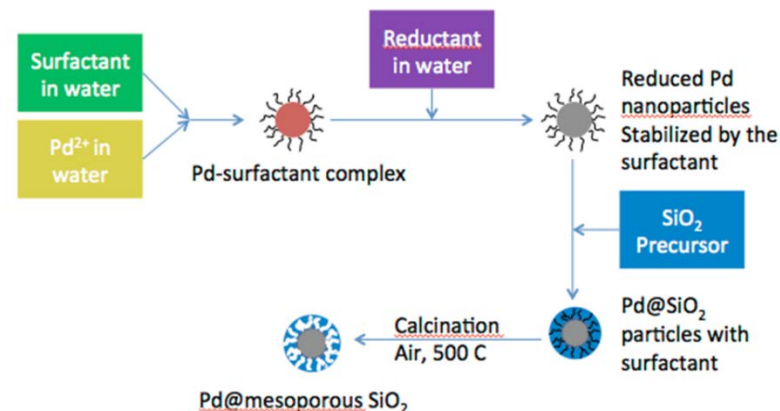 Surfactant
in water
Pd²⁺ in
water
Pd-surfactant complex
Reductant
in water
Reduced Pd
nanoparticles
Stabilized by the
surfactant
SiO₂
Precursor
Pd@SiO₂
particles with
surfactant
Calcination
Air, 500 C
Pd@mesoporous SiO₂